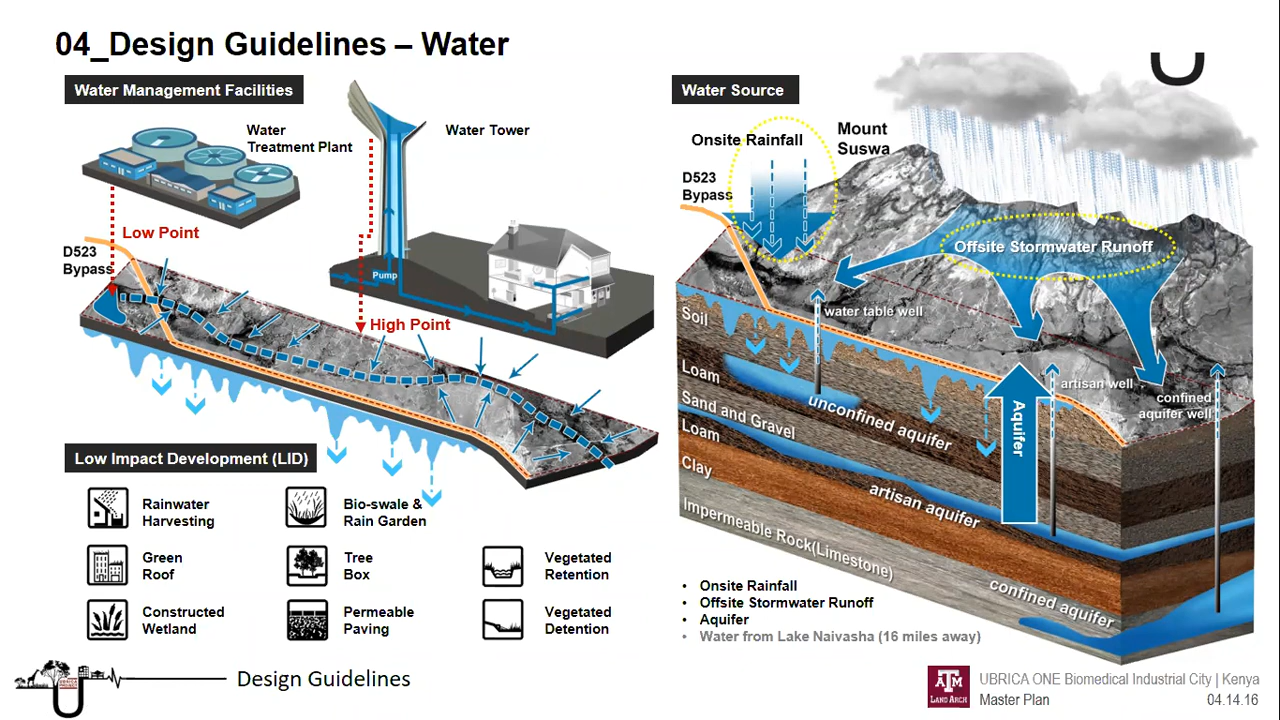 04_Design Guidelines – Water
Water Management Facilities
Water
Treatment Plant
Water Tower
Low Point
D523
Bypass
Pump
High Point
Low Impact Development (LID)
Rainwater
Harvesting
Bio-swale &
Rain Garden
Green
Roof
Tree
Box
Vegetated
Retention
Constructed
Wetland
Permeable
Paving
Vegetated
Detention
Water Source
Onsite Rainfall
Mount
Suswa
D523
Bypass
Offsite Stormwater Runoff
water table well
artisan well
confined
aquifer well
Soil
Loam
unconfined aquifer
Sand and Gravel
Loam
Aquifer
Clay
artisan aquifer
Impermeable Rock(Limestone)
confined aquifer
• Onsite Rainfall
• Offsite Stormwater Runoff
• Aquifer
• Water from Lake Naivasha (16 miles away)
Design Guidelines
ATM
LAND ARCH
UBRICA ONE Biomedical Industrial City | Kenya
Master Plan
04.14.16